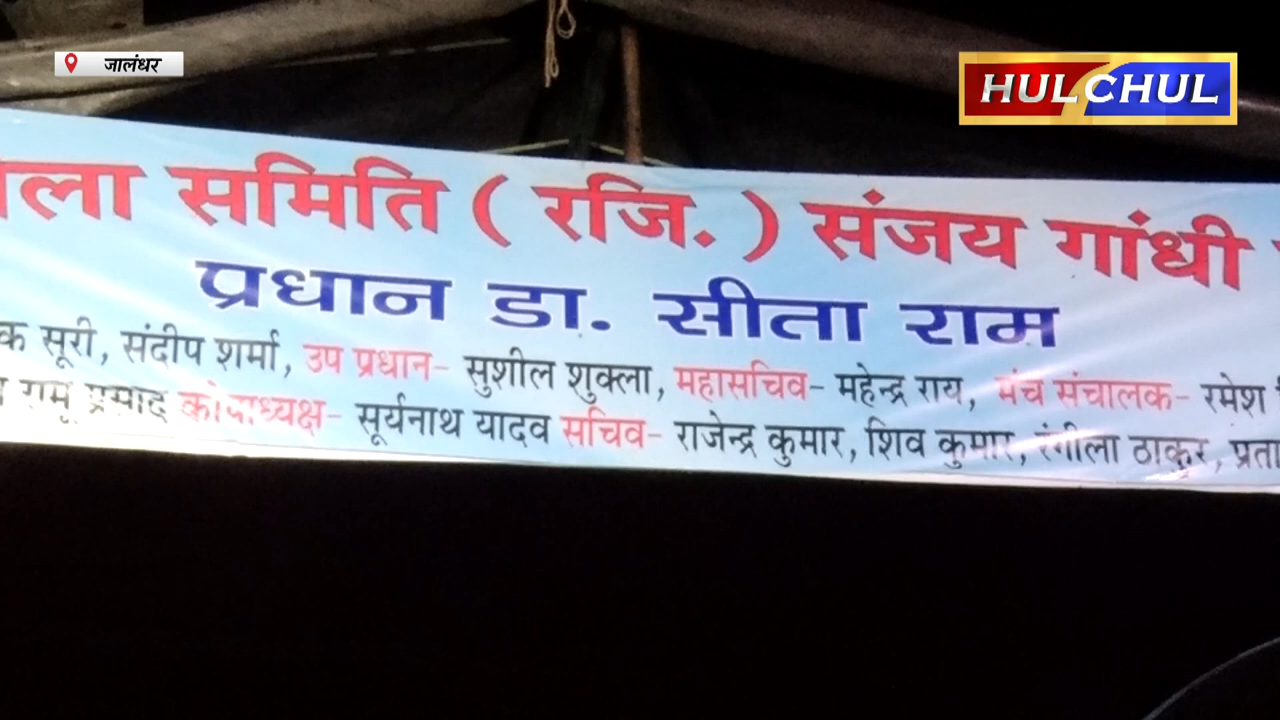 जालंधर
HULCHUL
ला समिति ( रजि. ) संजय गांधी
प्रधान डा. सीता राम
क सूरी, संदीप शर्मा, उप प्रधान- सुशील शुक्ला, महासचिव- महेन्द्र राय, मंच संचालक- रमेश
रामू प्रसाद कोषाध्यक्ष- सूर्यनाथ यादव सचिव- राजेन्द्र कुमार, शिव कुमार, रंगीला ठाकुर, प्रता